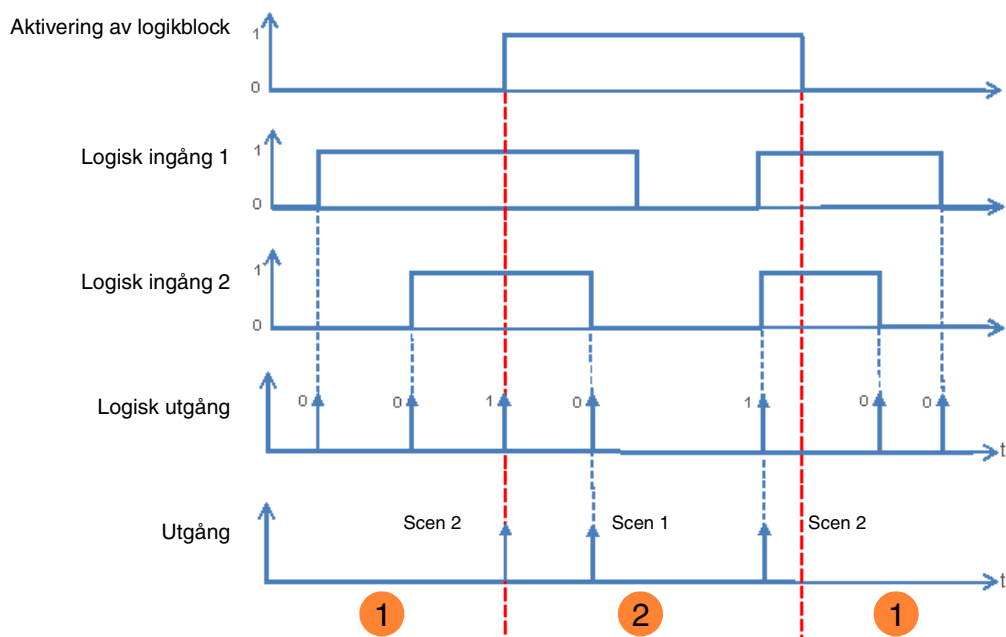 Aktivering av logikblock
1
0
Logisk ingång 1
1
0
Logisk ingång 2
1
0
Logisk utgång
0 0 1 0 1 0 0
t
Utgång
Scen 2 Scen 1 Scen 2
t
1 2 1